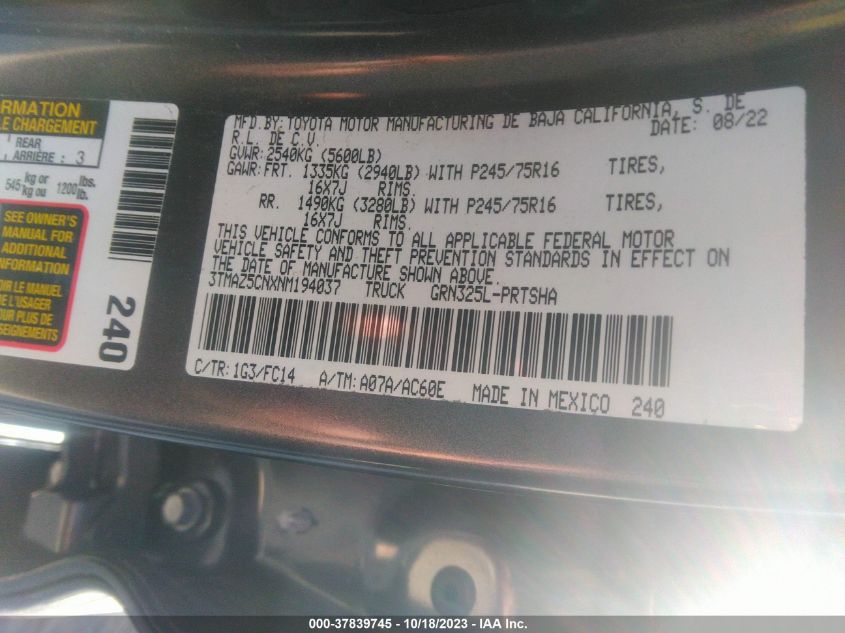 ORMATION
E CHARGEMENT
REAR
ARRIÈRE : 3
545 kg or kg ou 1200 lbs. lb.
SEE OWNER'S
MANUAL FOR
ADDITIONAL
INFORMATION
OIR LE MANUEL
E L'USAGER
OUR PLUS DE
NSEIGNEMENTS
240
MFD.BY:TOYOTA MOTOR MANUFACTURING DE BAJA CALIFORNIA, S. DE
R.L. DE C.V. DATE: 08/22
GVWR:2540KG (5600LB)
GAWR:FRT. 1335KG (2940LB) WITH P245/75R16 TIRES,
16X7J RIMS.
RR. 1490KG (3280LB) WITH P245/75R16 TIRES,
16X7J RIMS.
THIS VEHICLE CONFORMS TO ALL APPLICABLE FEDERAL MOTOR
VEHICLE SAFETY AND THEFT PREVENTION STANDARDS IN EFFECT ON
THE DATE OF MANUFACTURE SHOWN ABOVE.
3TMAZ5CNXNM194037 TRUCK GRN325L-PRTSHA
C/TR:1G3/FC14 A/TM:A07A/AC60E MADE IN MEXICO 240
000-37839745 - 10/18/2023 - IAA Inc.